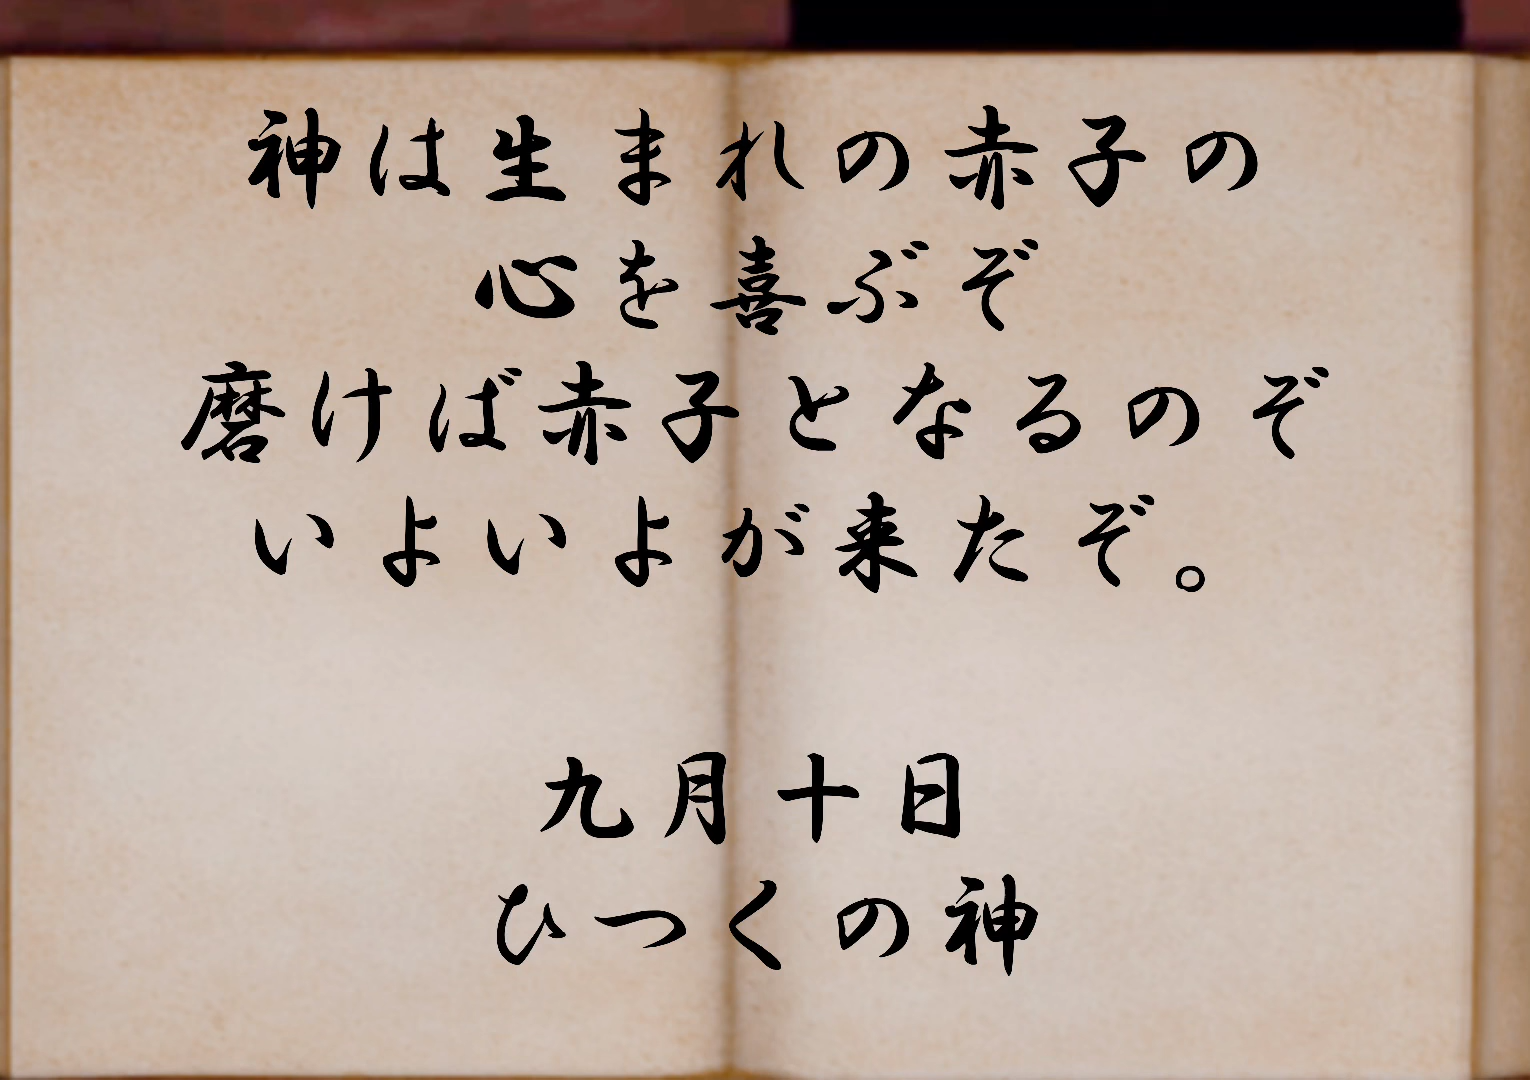 神は生まれの赤子の
心を喜ぶぞ
磨けば赤子となるのぞ
いよいよが来たぞ。
九月十日
ひつくの神